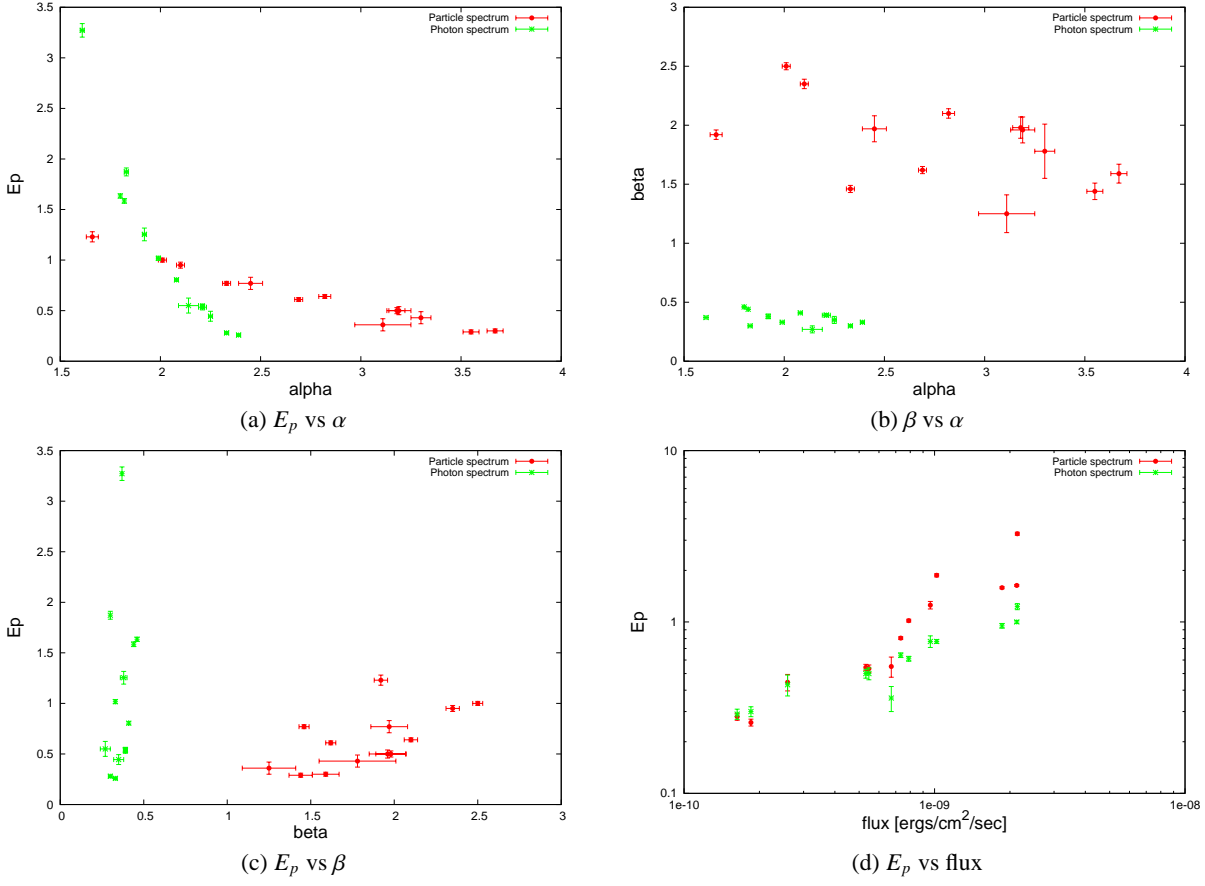 3.5
3
2.5
2
1.5
1
0.5
0
Ep
1.5
2
2.5
3
3.5
4
alpha
Particle spectrum
Photon spectrum
(a) E_p vs α
3
2.5
2
1.5
1
0.5
0
beta
1.5
2
2.5
3
3.5
4
alpha
Particle spectrum
Photon spectrum
(b) β vs α
3.5
3
2.5
2
1.5
1
0.5
0
Ep
0
0.5
1
1.5
2
2.5
3
beta
Particle spectrum
Photon spectrum
(c) E_p vs β
10
1
0.1
Ep
1e-10
1e-09
1e-08
flux [ergs/cm²/sec]
Particle spectrum
Photon spectrum
(d) E_p vs flux